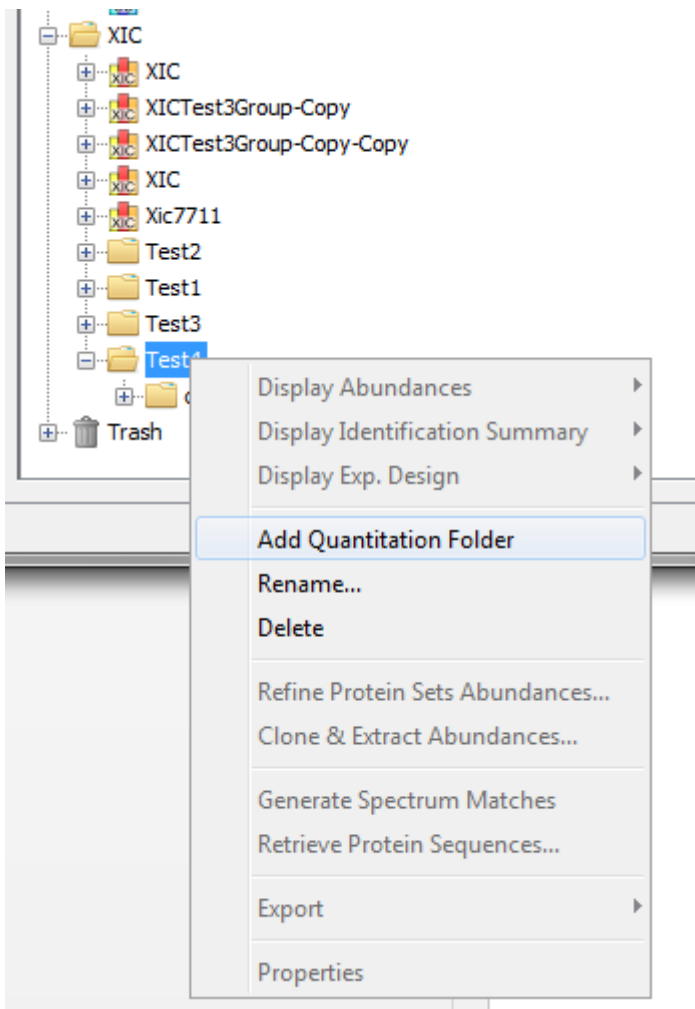 XIC
XIC
XICTest3Group-Copy
XICTest3Group-Copy-Copy
XIC
Xic7711
Test2
Test1
Test3
Test4
Trash
Display Abundances
Display Identification Summary
Display Exp. Design
Add Quantitation Folder
Rename...
Delete
Refine Protein Sets Abundances...
Clone & Extract Abundances...
Generate Spectrum Matches
Retrieve Protein Sequences...
Export
Properties